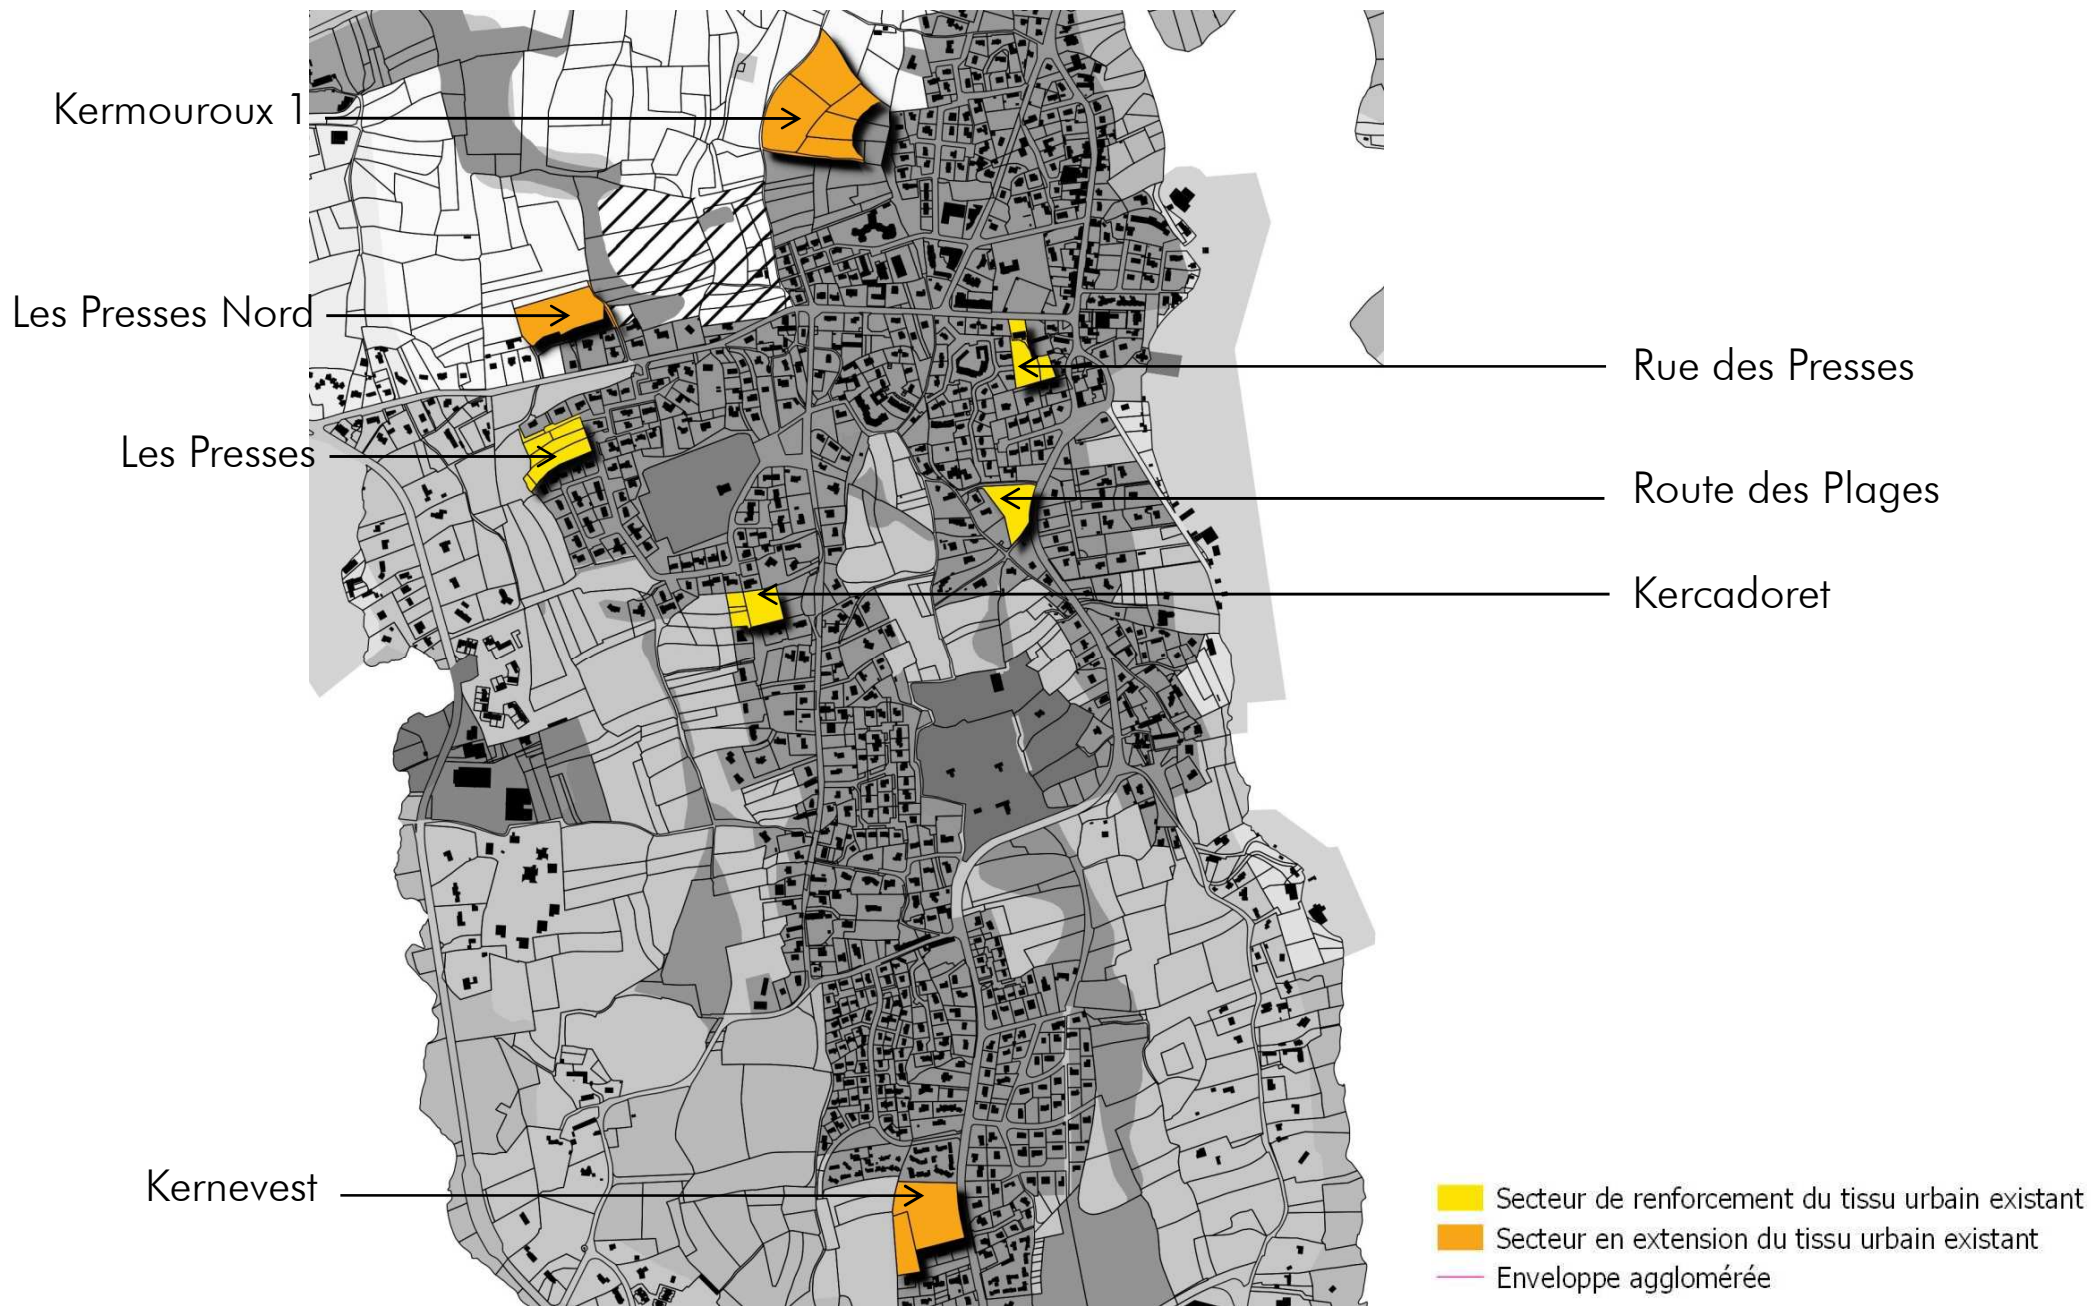 Kermouroux 1
Les Presses Nord
Rue des Presses
Les Presses
Route des Plages
Kercadoret
Kernevest
Secteur de renforcement du tissu urbain existant
Secteur en extension du tissu urbain existant
Enveloppe agglomérée